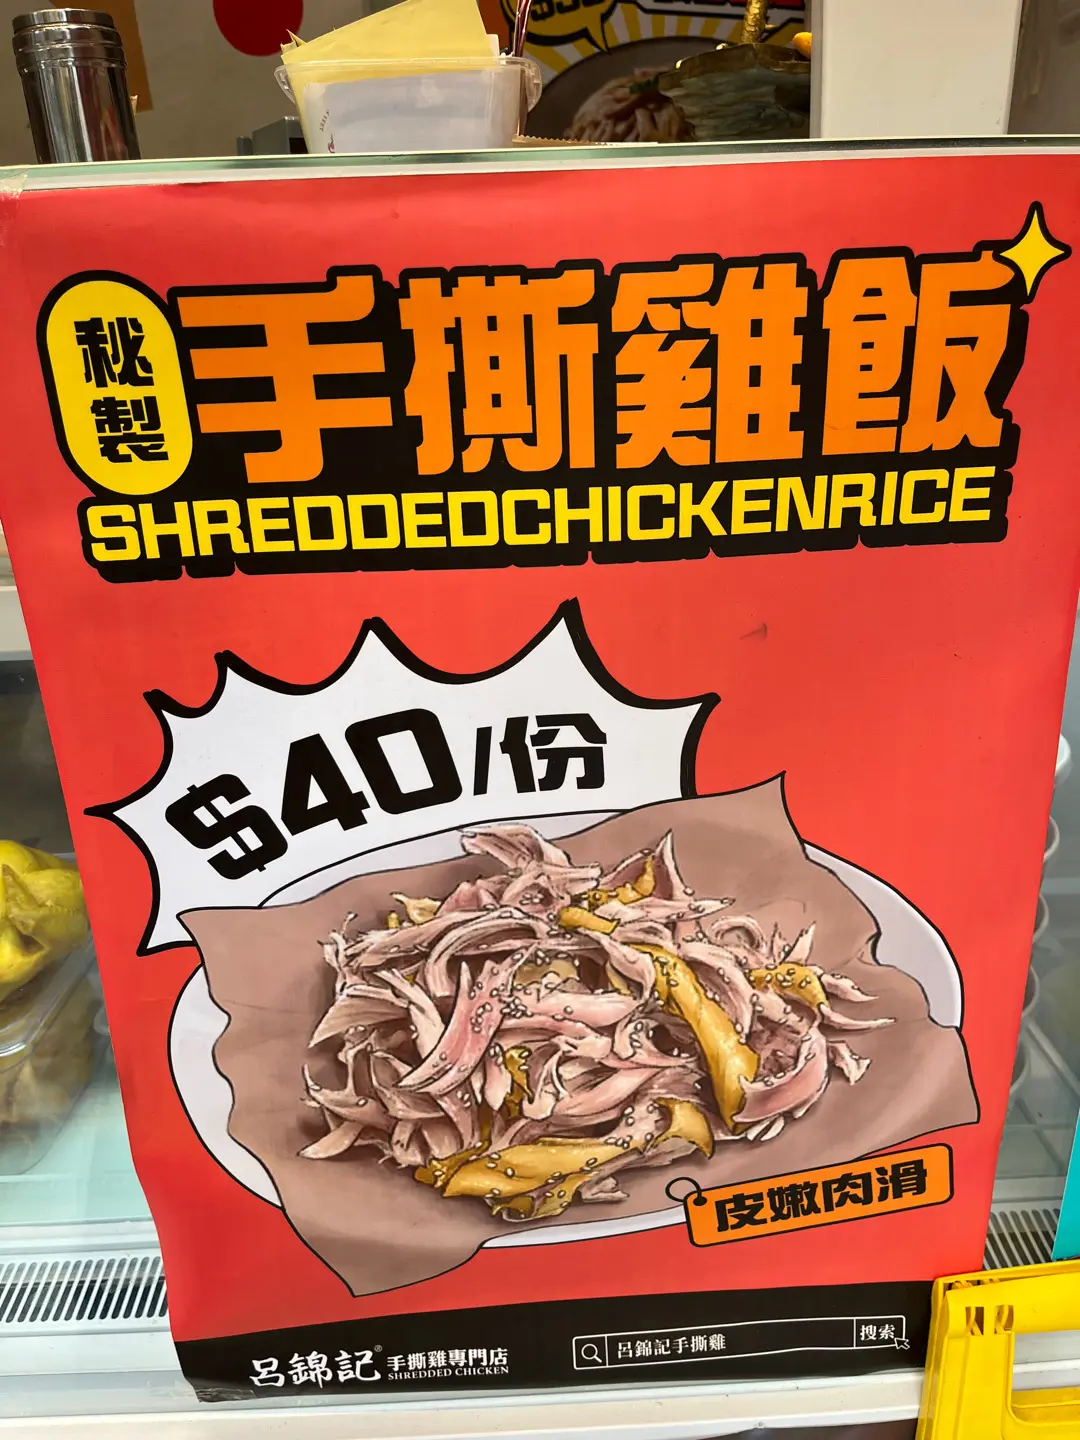 秘製
手撕雞飯
SHREDDEDCHICKENRICE
$40/份
皮嫩肉滑
呂錦記® 手撕雞專門店
SHREDDED CHICKEN
呂錦記手撕雞 搜索